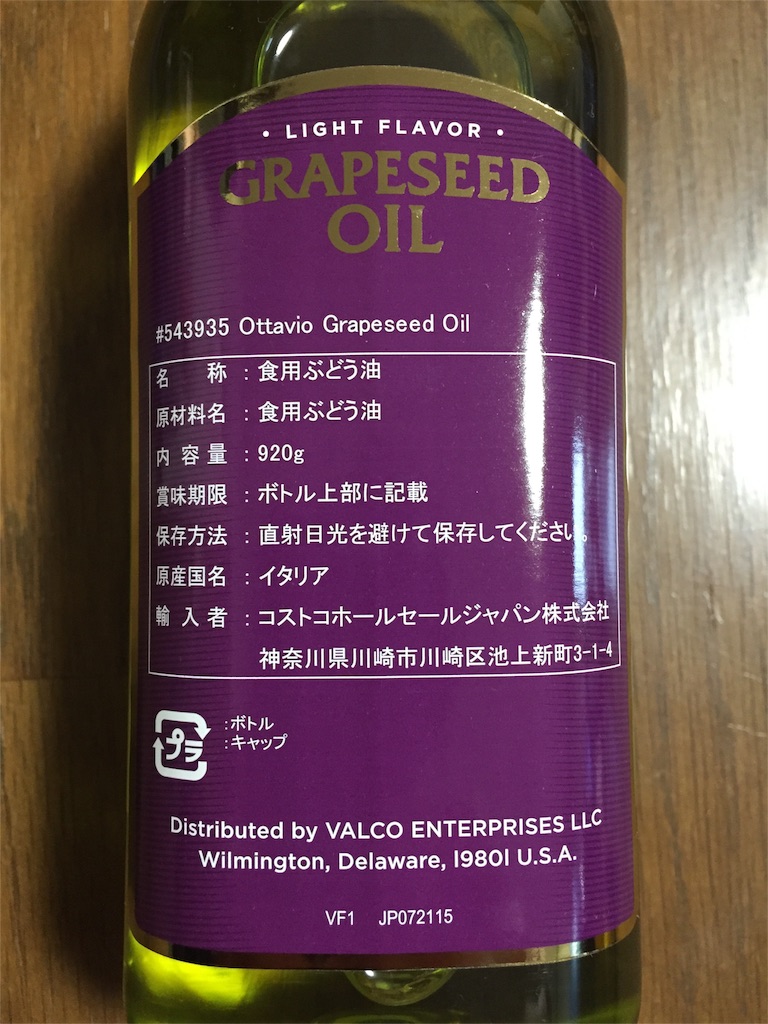 • LIGHT FLAVOR •
GRAPESEED
OIL
#543935 Ottavio Grapeseed Oil
名 称 : 食用ぶどう油
原材料名 : 食用ぶどう油
内 容 量 : 920g
賞味期限 : ボトル上部に記載
保存方法 : 直射日光を避けて保存してください。
原産国名 : イタリア
輸 入 者 : コストコホールセールジャパン株式会社
神奈川県川崎市川崎区池上新町3-1-4
プラ
:ボトル
:キャップ
Distributed by VALCO ENTERPRISES LLC
Wilmington, Delaware, 19801 U.S.A.
VF1 JP072115